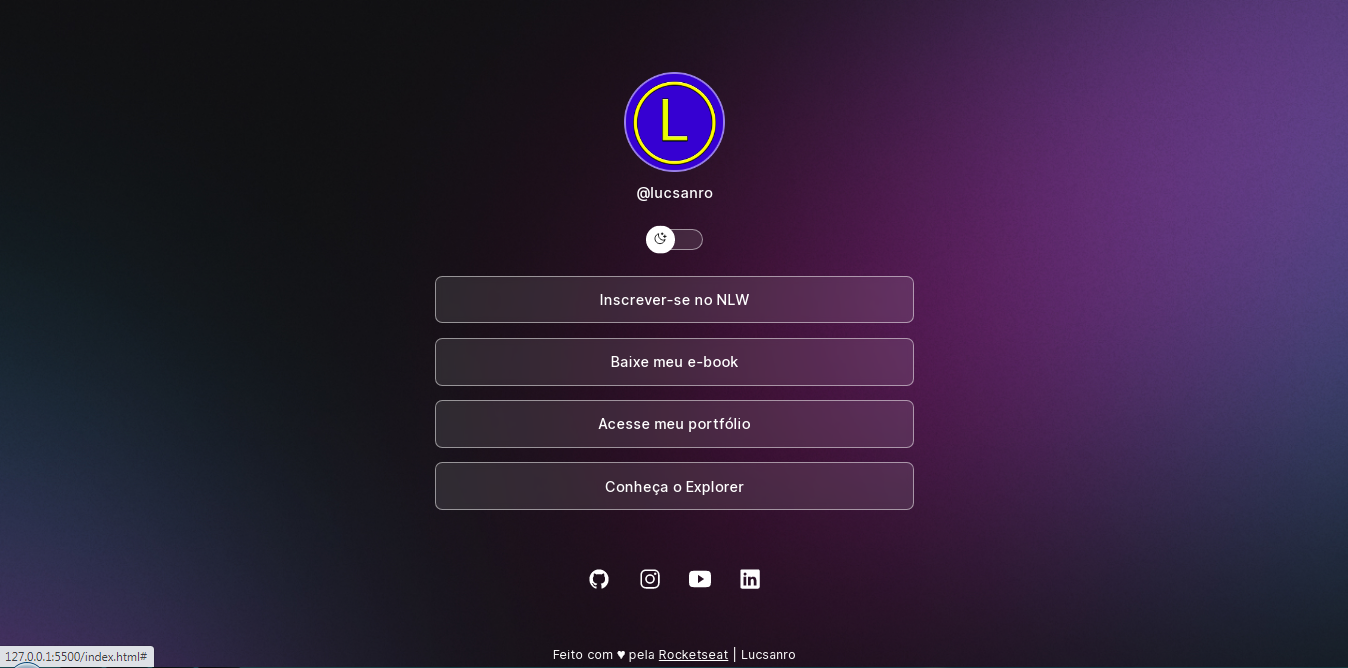 L
@lucsanro
Inscrever-se no NLW
Baixe meu e-book
Acesse meu portfólio
Conheça o Explorer
in
Feito com ♥ pela Rocketseat | Lucsanro
127.0.0.1:5500/index.html#